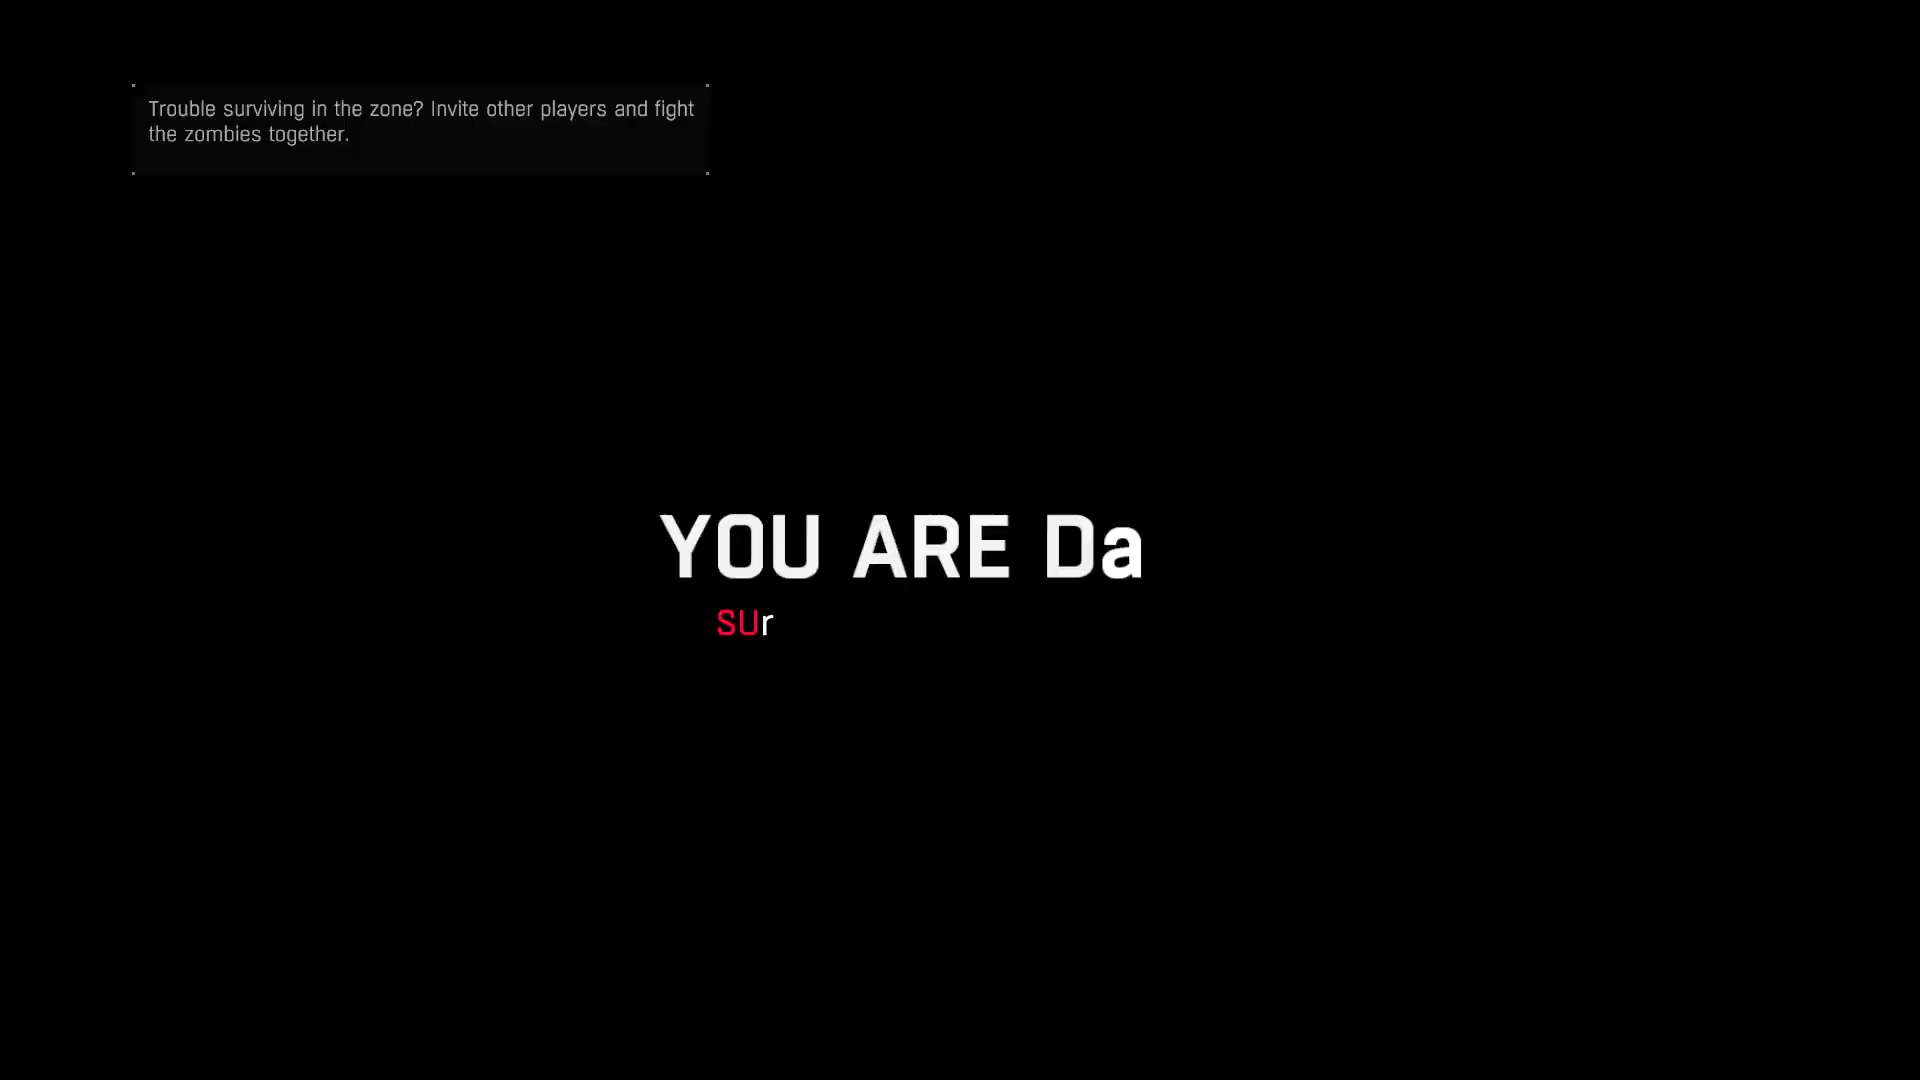 Trouble surviving in the zone? Invite other players and fight
the zombies together.
YOU ARE Da
SUr